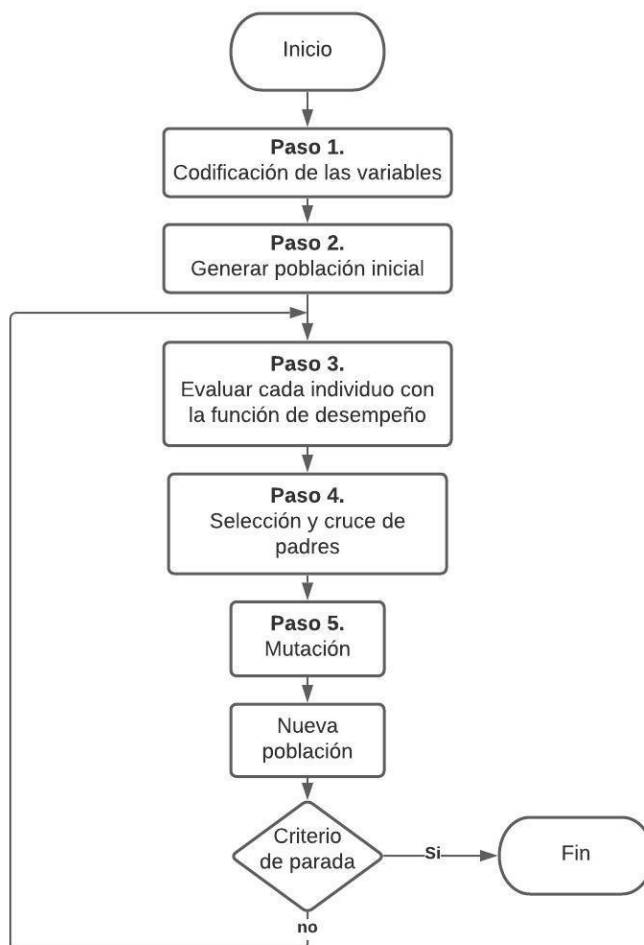 Inicio
Paso 1.
Codificación de las variables
Paso 2.
Generar población inicial
Paso 3.
Evaluar cada individuo con
la función de desempeño
Paso 4.
Selección y cruce de
padres
Paso 5.
Mutación
Nueva
población
Criterio
de parada
Si
Fin
no